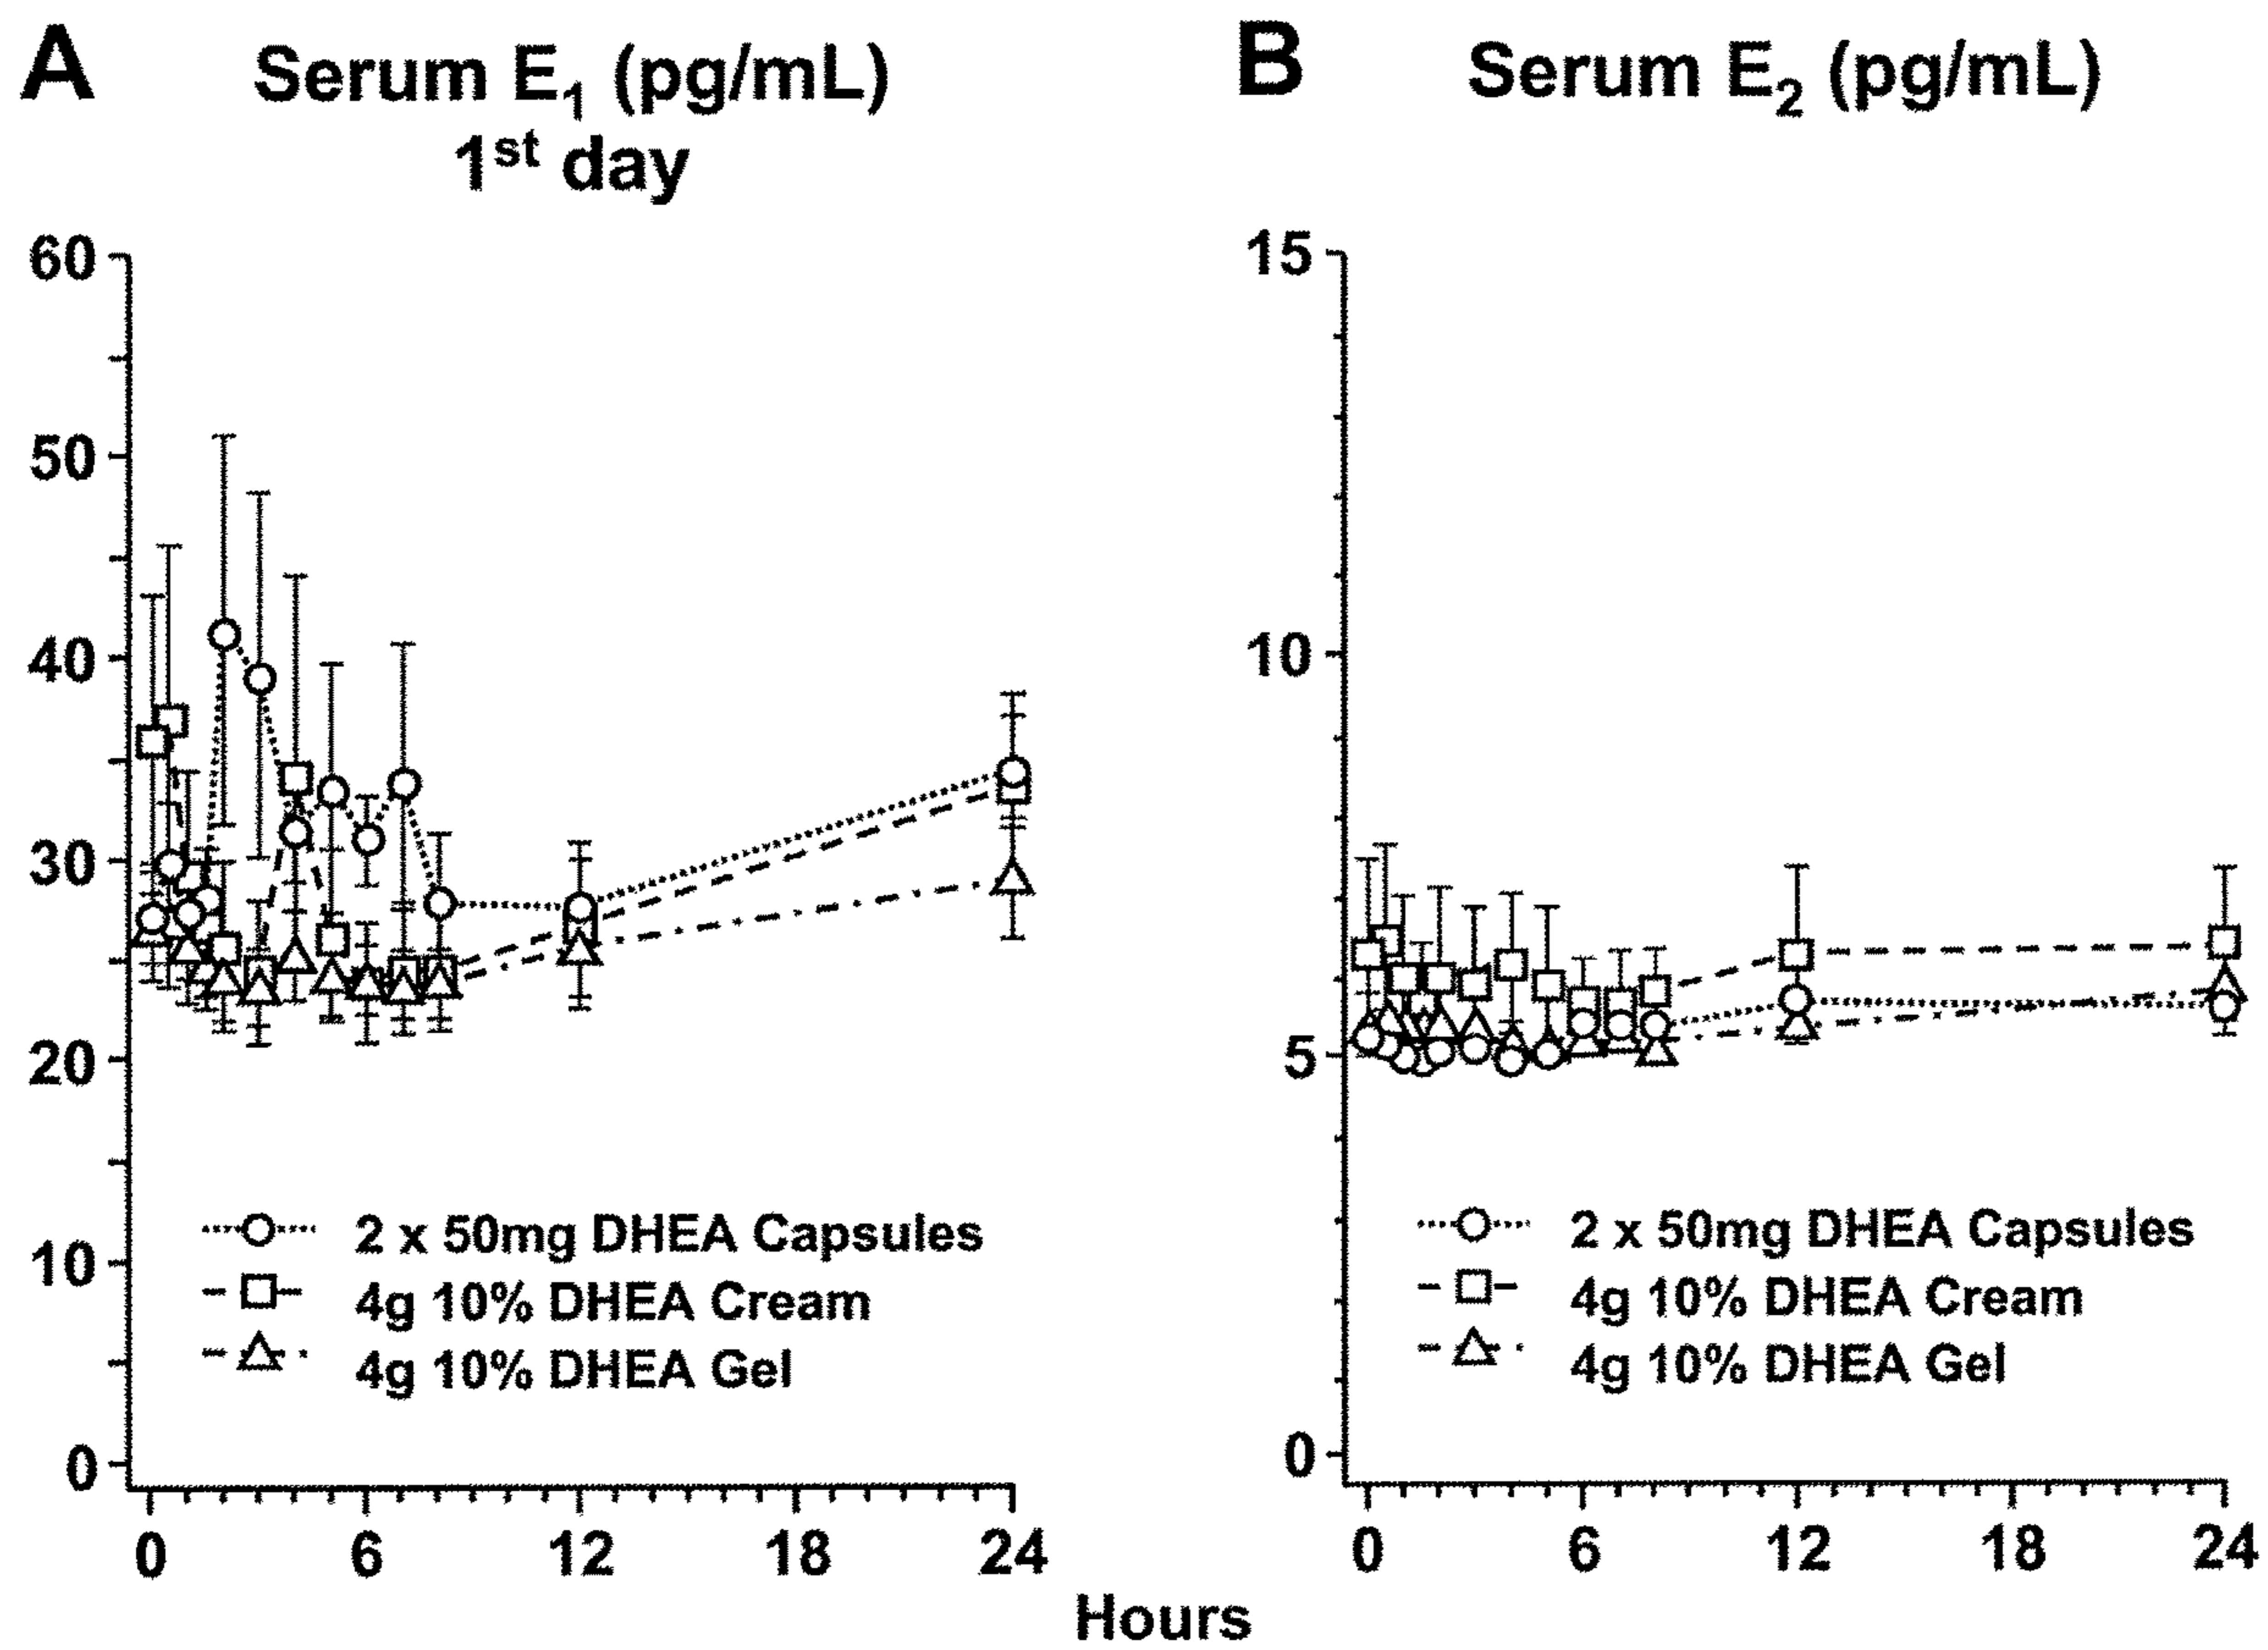 A
Serum E₁ (pg/mL)
1ˢᵗ day
60
50
40
30
20
10
0
2 x 50mg DHEA Capsules
4g 10% DHEA Cream
4g 10% DHEA Gel
0 6 12 18 24
B
Serum E₂ (pg/mL)
15
10
5
0
2 x 50mg DHEA Capsules
4g 10% DHEA Cream
4g 10% DHEA Gel
0 6 12 18 24
Hours